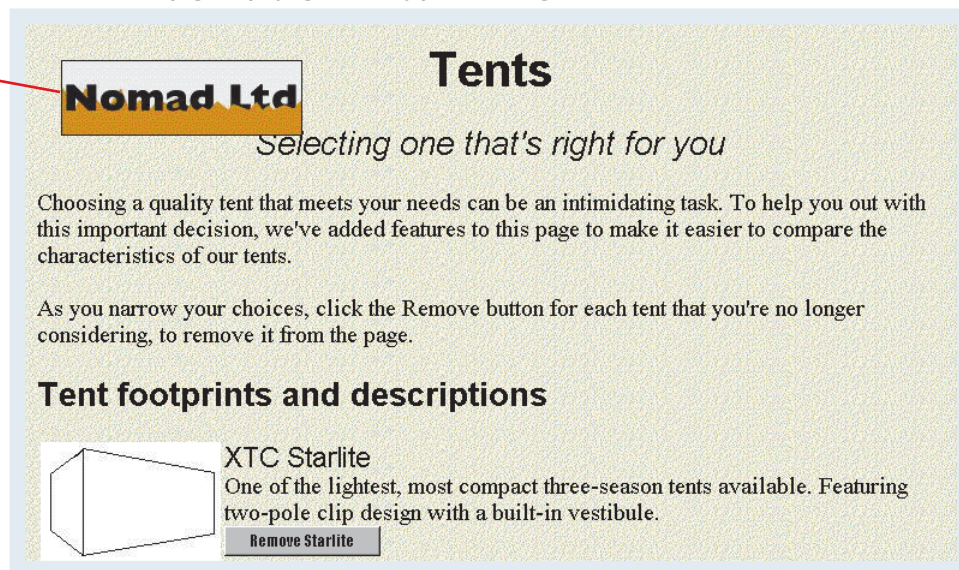 Tents
Nomad Ltd
Selecting one that's right for you
Choosing a quality tent that meets your needs can be an intimidating task. To help you out with
this important decision, we've added features to this page to make it easier to compare the
characteristics of our tents.
As you narrow your choices, click the Remove button for each tent that you're no longer
considering, to remove it from the page.
Tent footprints and descriptions
XTC Starlite
One of the lightest, most compact three-season tents available. Featuring
two-pole clip design with a built-in vestibule.
Remove Starlite